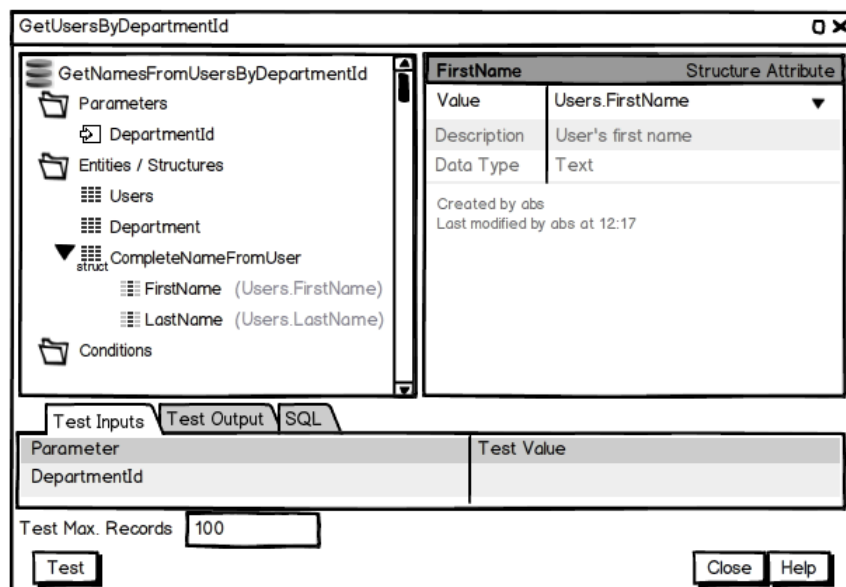 GetUsersByDepartmentId
GetNamesFromUsersByDepartmentId
Parameters
DepartmentId
Entities / Structures
Users
Department
struct CompleteNameFromUser
FirstName (Users.FirstName)
LastName (Users.LastName)
Conditions
FirstName Structure Attribute
Value Users.FirstName
Description User's first name
Data Type Text
Created by abs
Last modified by abs at 12:17
Test Inputs Test Output SQL
Parameter Test Value
DepartmentId
Test Max. Records 100
Test Close Help